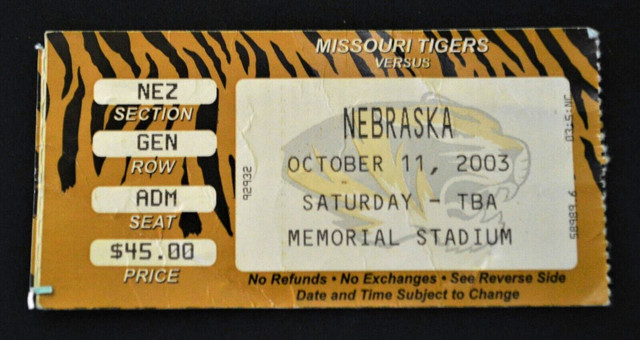 MISSOURI TIGERS
VERSUS
NEZ
SECTION
GEN
ROW
ADM
SEAT
$45.00
PRICE
92932
NEBRASKA
OCTOBER 11, 2003
SATURDAY - TBA
MEMORIAL STADIUM
No Refunds • No Exchanges • See Reverse Side
Date and Time Subject to Change